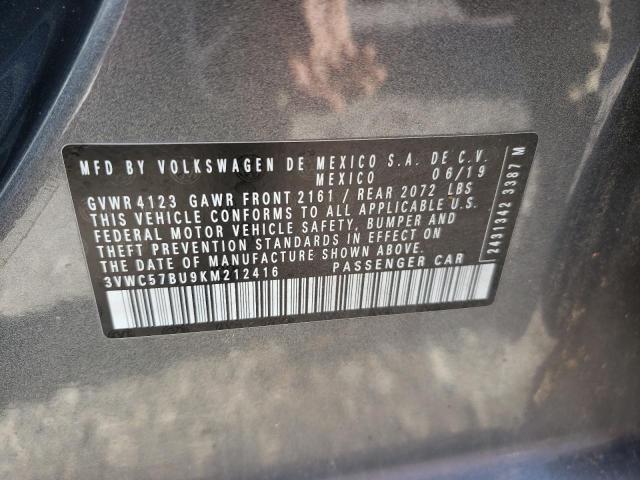 MFD BY VOLKSWAGEN DE MEXICO S.A. DE C.V.
MEXICO 06/19
GVWR 4123 GAWR FRONT 2161 / REAR 2072 LBS
THIS VEHICLE CONFORMS TO ALL APPLICABLE U.S.
FEDERAL MOTOR VEHICLE SAFETY, BUMPER AND
THEFT PREVENTION STANDARDS IN EFFECT ON
THE DATE OF MANUFACTURE SHOWN ABOVE.
3VWC57BU9KM212416 PASSENGER CAR
2431342 3387 M